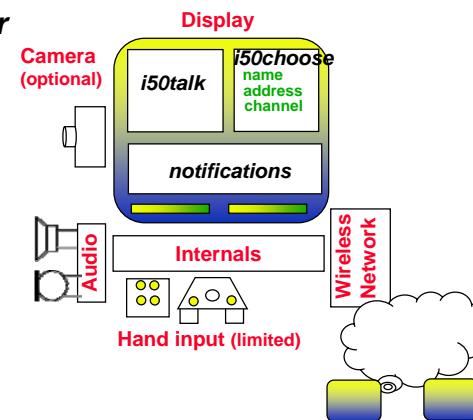 r
Display
Camera
(optional)
i50talk
i50choose
name
address
channel
notifications
Audio
Internals
Wireless
Network
Hand input (limited)